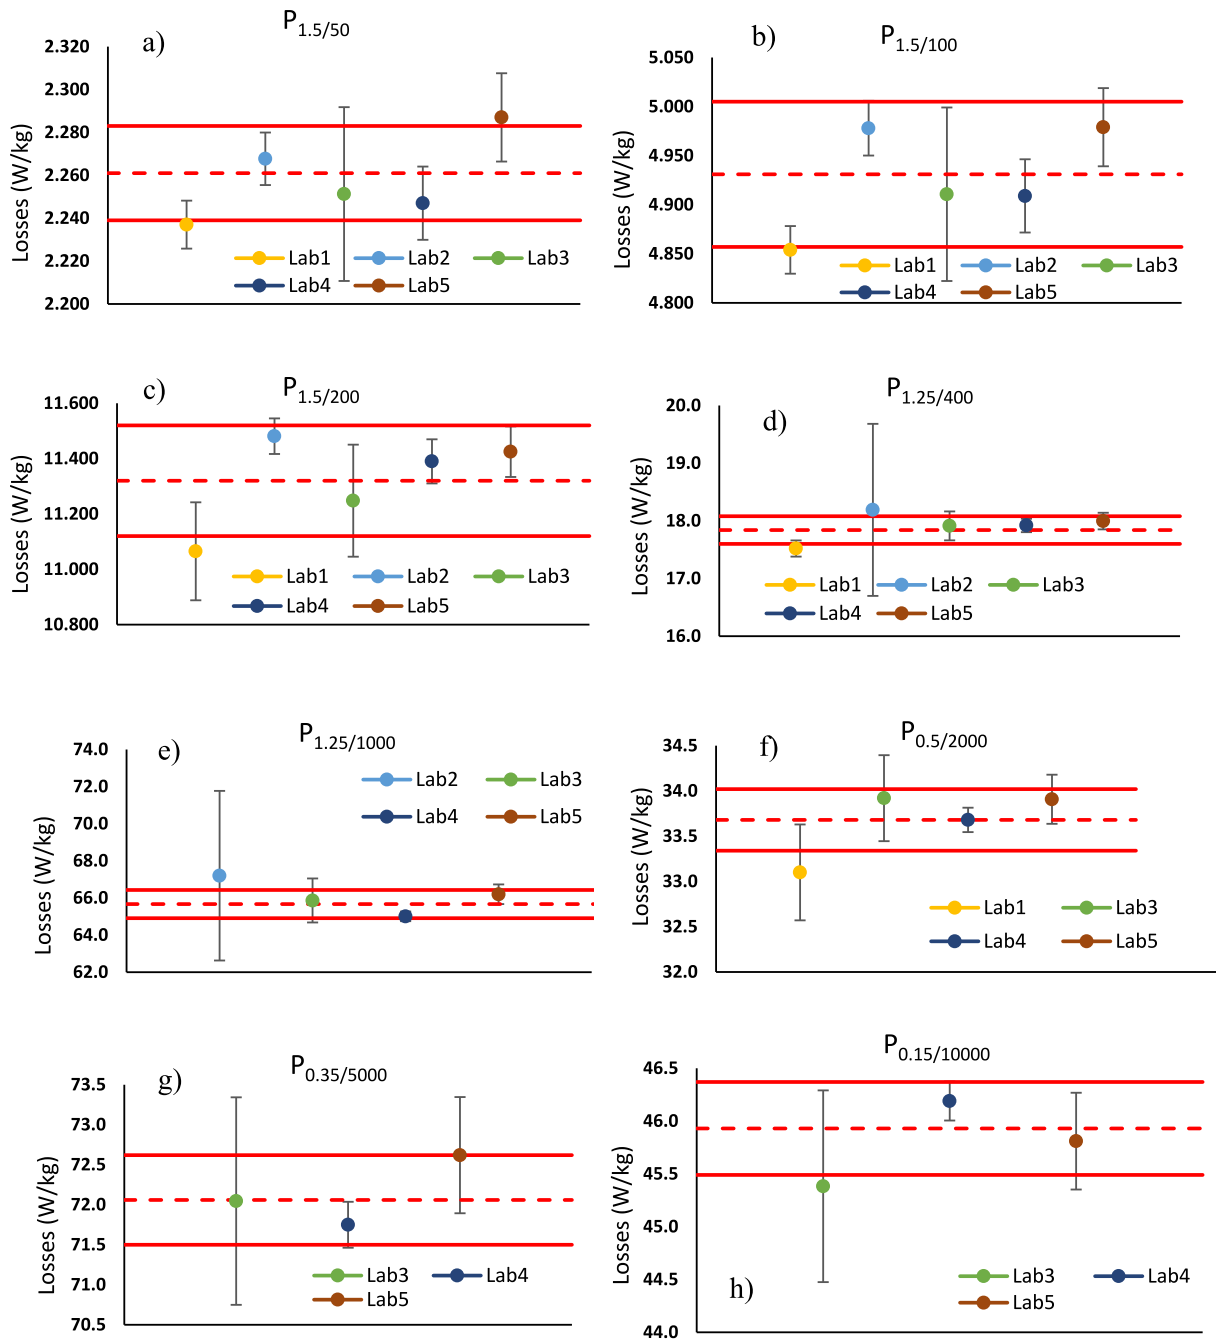 a)
P1.5/50
Losses (W/kg)
2.320
2.300
2.280
2.260
2.240
2.220
2.200
Lab1 Lab2 Lab3
Lab4 Lab5
b)
P1.5/100
Losses (W/kg)
5.050
5.000
4.950
4.900
4.850
4.800
Lab1 Lab2 Lab3
Lab4 Lab5
c)
P1.5/200
Losses (W/kg)
11.600
11.400
11.200
11.000
10.800
Lab1 Lab2 Lab3
Lab4 Lab5
d)
P1.25/400
Losses (W/kg)
20.0
19.0
18.0
17.0
16.0
Lab1 Lab2 Lab3
Lab4 Lab5
e)
P1.25/1000
Losses (W/kg)
74.0
72.0
70.0
68.0
66.0
64.0
62.0
Lab2 Lab3
Lab4 Lab5
f)
P0.5/2000
Losses (W/kg)
34.5
34.0
33.5
33.0
32.5
32.0
Lab1 Lab3
Lab4 Lab5
g)
P0.35/5000
Losses (W/kg)
73.5
73.0
72.5
72.0
71.5
71.0
70.5
Lab3 Lab4
Lab5
P0.15/10000
Losses (W/kg)
46.5
46.0
45.5
45.0
44.5
44.0
h)
Lab3 Lab4
Lab5